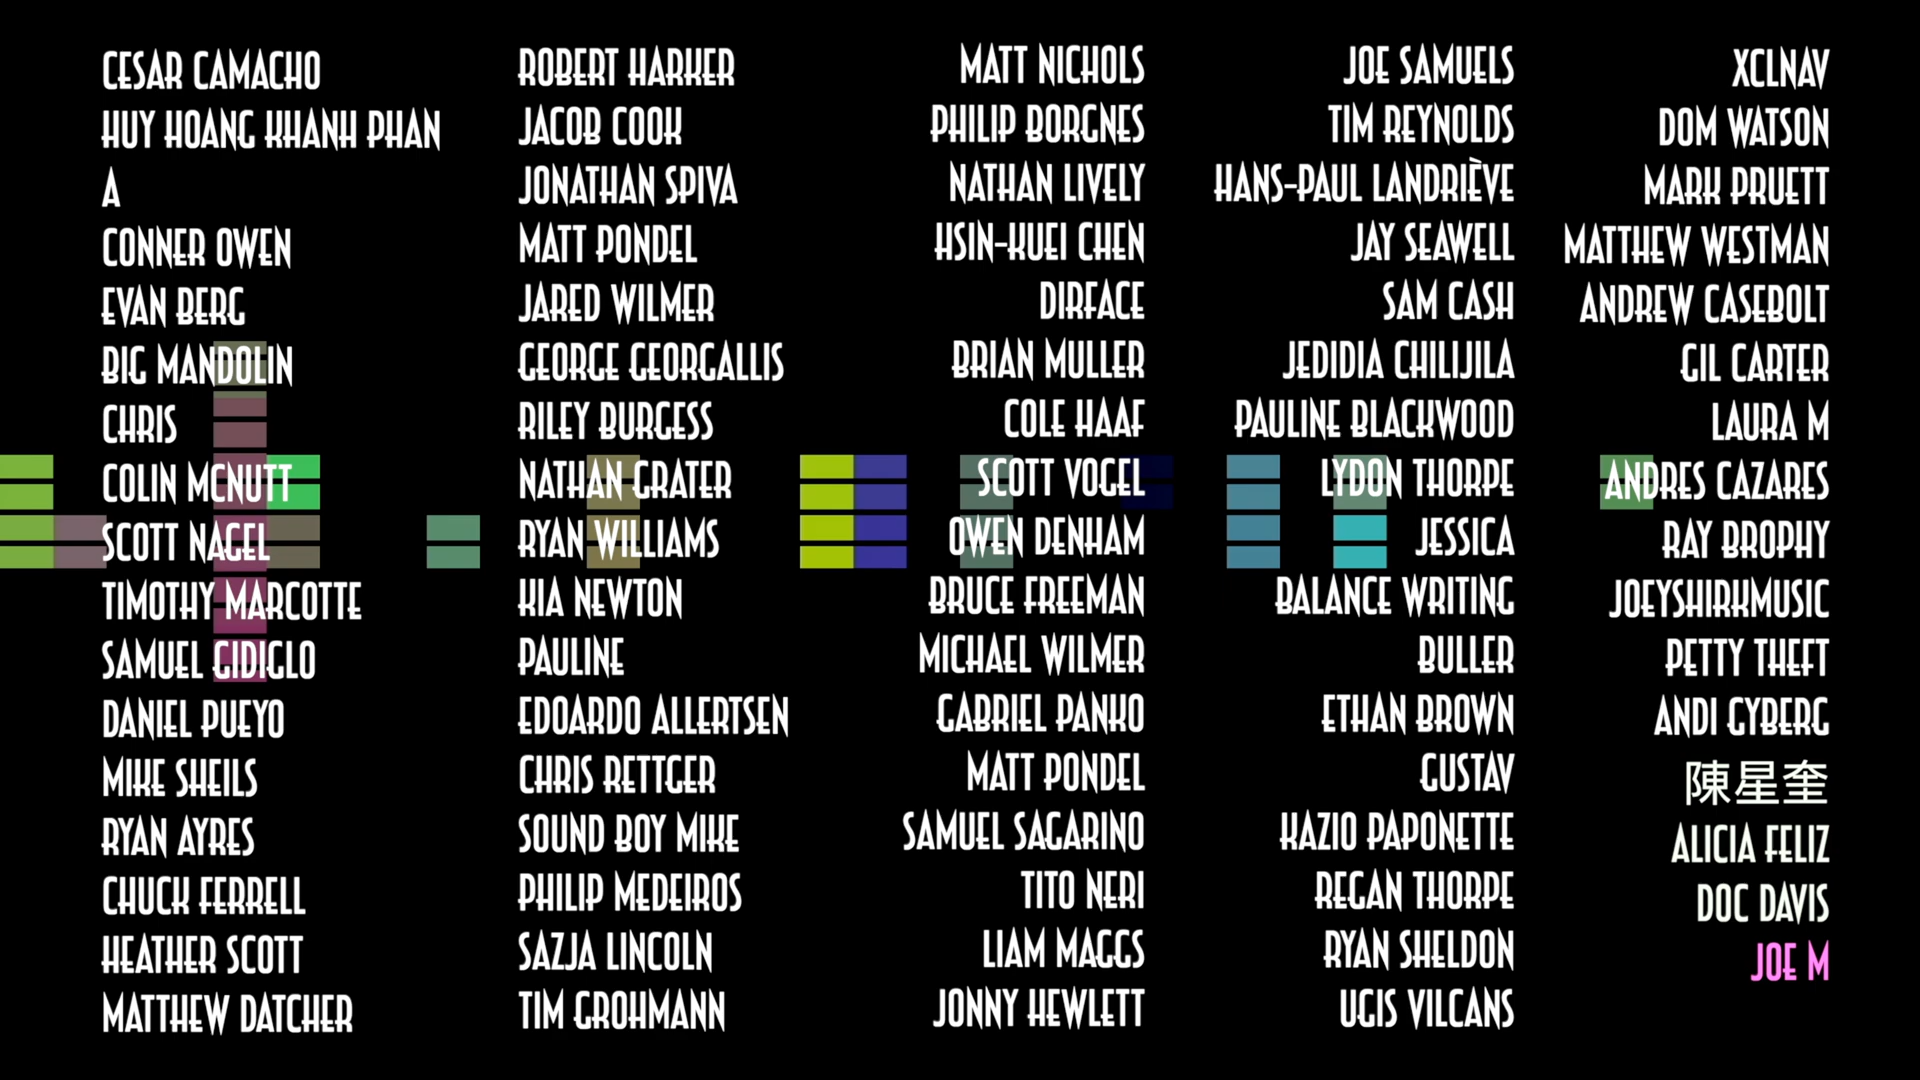 CESAR CAMACHO
HUY HOANG KHANH PHAN
A
CONNER OWEN
EVAN BERG
BIG MANDOLIN
CHRIS
COLIN MCNUTT
SCOTT NAGEL
TIMOTHY MARCOTTE
SAMUEL GIDIGLO
DANIEL PUEYO
MIKE SHEILS
RYAN AYRES
CHUCK FERRELL
HEATHER SCOTT
MATTHEW DATCHER
ROBERT HARKER
JACOB COOK
JONATHAN SPIVA
MATT PONDEL
JARED WILMER
GEORGE GEORGALLIS
RILEY BURGESS
NATHAN GRATER
RYAN WILLIAMS
KIA NEWTON
PAULINE
EDOARDO ALLERTSEN
CHRIS RETTGER
SOUND BOY MIKE
PHILIP MEDEIROS
SAZJA LINCOLN
TIM GROHMANN
MATT NICHOLS
PHILIP BORGNES
NATHAN LIVELY
HSIN-KUEI CHEN
DIRFACE
BRIAN MULLER
COLE HAAF
SCOTT VOGEL
OWEN DENHAM
BRUCE FREEMAN
MICHAEL WILMER
GABRIEL PANKO
MATT PONDEL
SAMUEL SAGARINO
TITO NERI
LIAM MAGGS
JONNY HEWLETT
JOE SAMUELS
TIM REYNOLDS
HANS-PAUL LANDRIÈVE
JAY SEAWELL
SAM CASH
JEDIDIA CHILIJILA
PAULINE BLACKWOOD
LYDON THORPE
JESSICA
BALANCE WRITING
BULLER
ETHAN BROWN
GUSTAV
KAZIO PAPONETTE
REGAN THORPE
RYAN SHELDON
UGIS VILCANS
XCLNAV
DOM WATSON
MARK PRUETT
MATTHEW WESTMAN
ANDREW CASEBOLT
GIL CARTER
LAURA M
ANDRES CAZARES
RAY BROPHY
JOEYSHIRKMUSIC
PETTY THEFT
ANDI GYBERG
陳星奎
ALICIA FELIZ
DOC DAVIS
JOE M